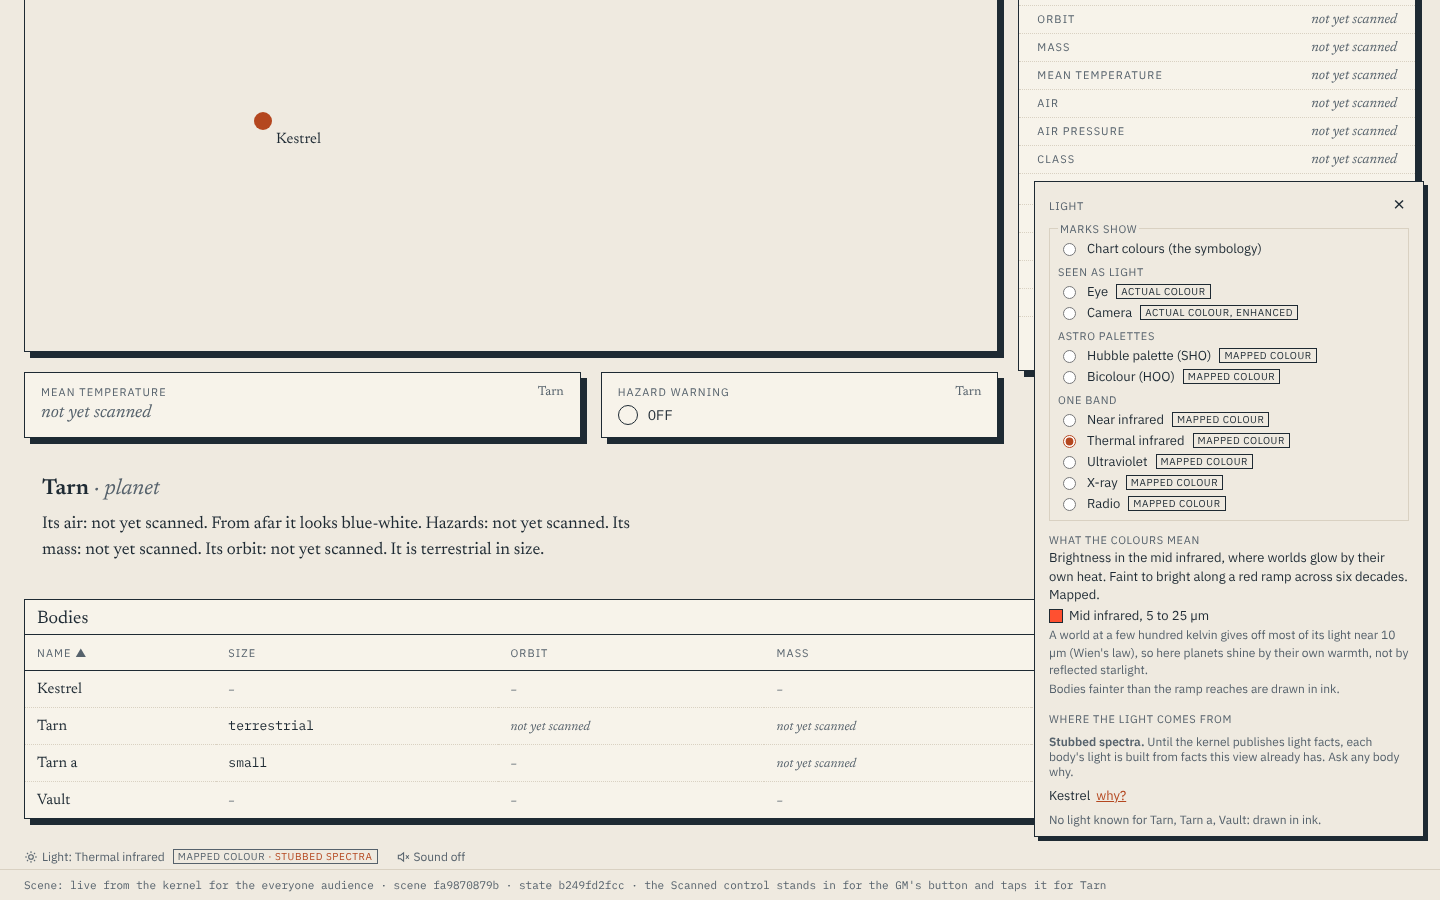 ORBIT not yet scanned
MASS not yet scanned
MEAN TEMPERATURE not yet scanned
AIR not yet scanned
AIR PRESSURE not yet scanned
CLASS not yet scanned
Kestrel
MEAN TEMPERATURE Tarn
not yet scanned
HAZARD WARNING Tarn
OFF
Tarn · planet
Its air: not yet scanned. From afar it looks blue-white. Hazards: not yet scanned. Its
mass: not yet scanned. Its orbit: not yet scanned. It is terrestrial in size.
Bodies
NAME ▲ SIZE ORBIT MASS
Kestrel – – –
Tarn terrestrial not yet scanned not yet scanned
Tarn a small – not yet scanned
Vault – – –
LIGHT ×
MARKS SHOW
Chart colours (the symbology)
SEEN AS LIGHT
Eye ACTUAL COLOUR
Camera ACTUAL COLOUR, ENHANCED
ASTRO PALETTES
Hubble palette (SHO) MAPPED COLOUR
Bicolour (HOO) MAPPED COLOUR
ONE BAND
Near infrared MAPPED COLOUR
Thermal infrared MAPPED COLOUR
Ultraviolet MAPPED COLOUR
X-ray MAPPED COLOUR
Radio MAPPED COLOUR
WHAT THE COLOURS MEAN
Brightness in the mid infrared, where worlds glow by their
own heat. Faint to bright along a red ramp across six decades.
Mapped.
Mid infrared, 5 to 25 µm
A world at a few hundred kelvin gives off most of its light near 10
µm (Wien's law), so here planets shine by their own warmth, not by
reflected starlight.
Bodies fainter than the ramp reaches are drawn in ink.
WHERE THE LIGHT COMES FROM
Stubbed spectra. Until the kernel publishes light facts, each
body's light is built from facts this view already has. Ask any body
why.
Kestrel why?
No light known for Tarn, Tarn a, Vault: drawn in ink.
Light: Thermal infrared MAPPED COLOUR · STUBBED SPECTRA Sound off
Scene: live from the kernel for the everyone audience · scene fa9870879b · state b249fd2fcc · the Scanned control stands in for the GM's button and taps it for Tarn